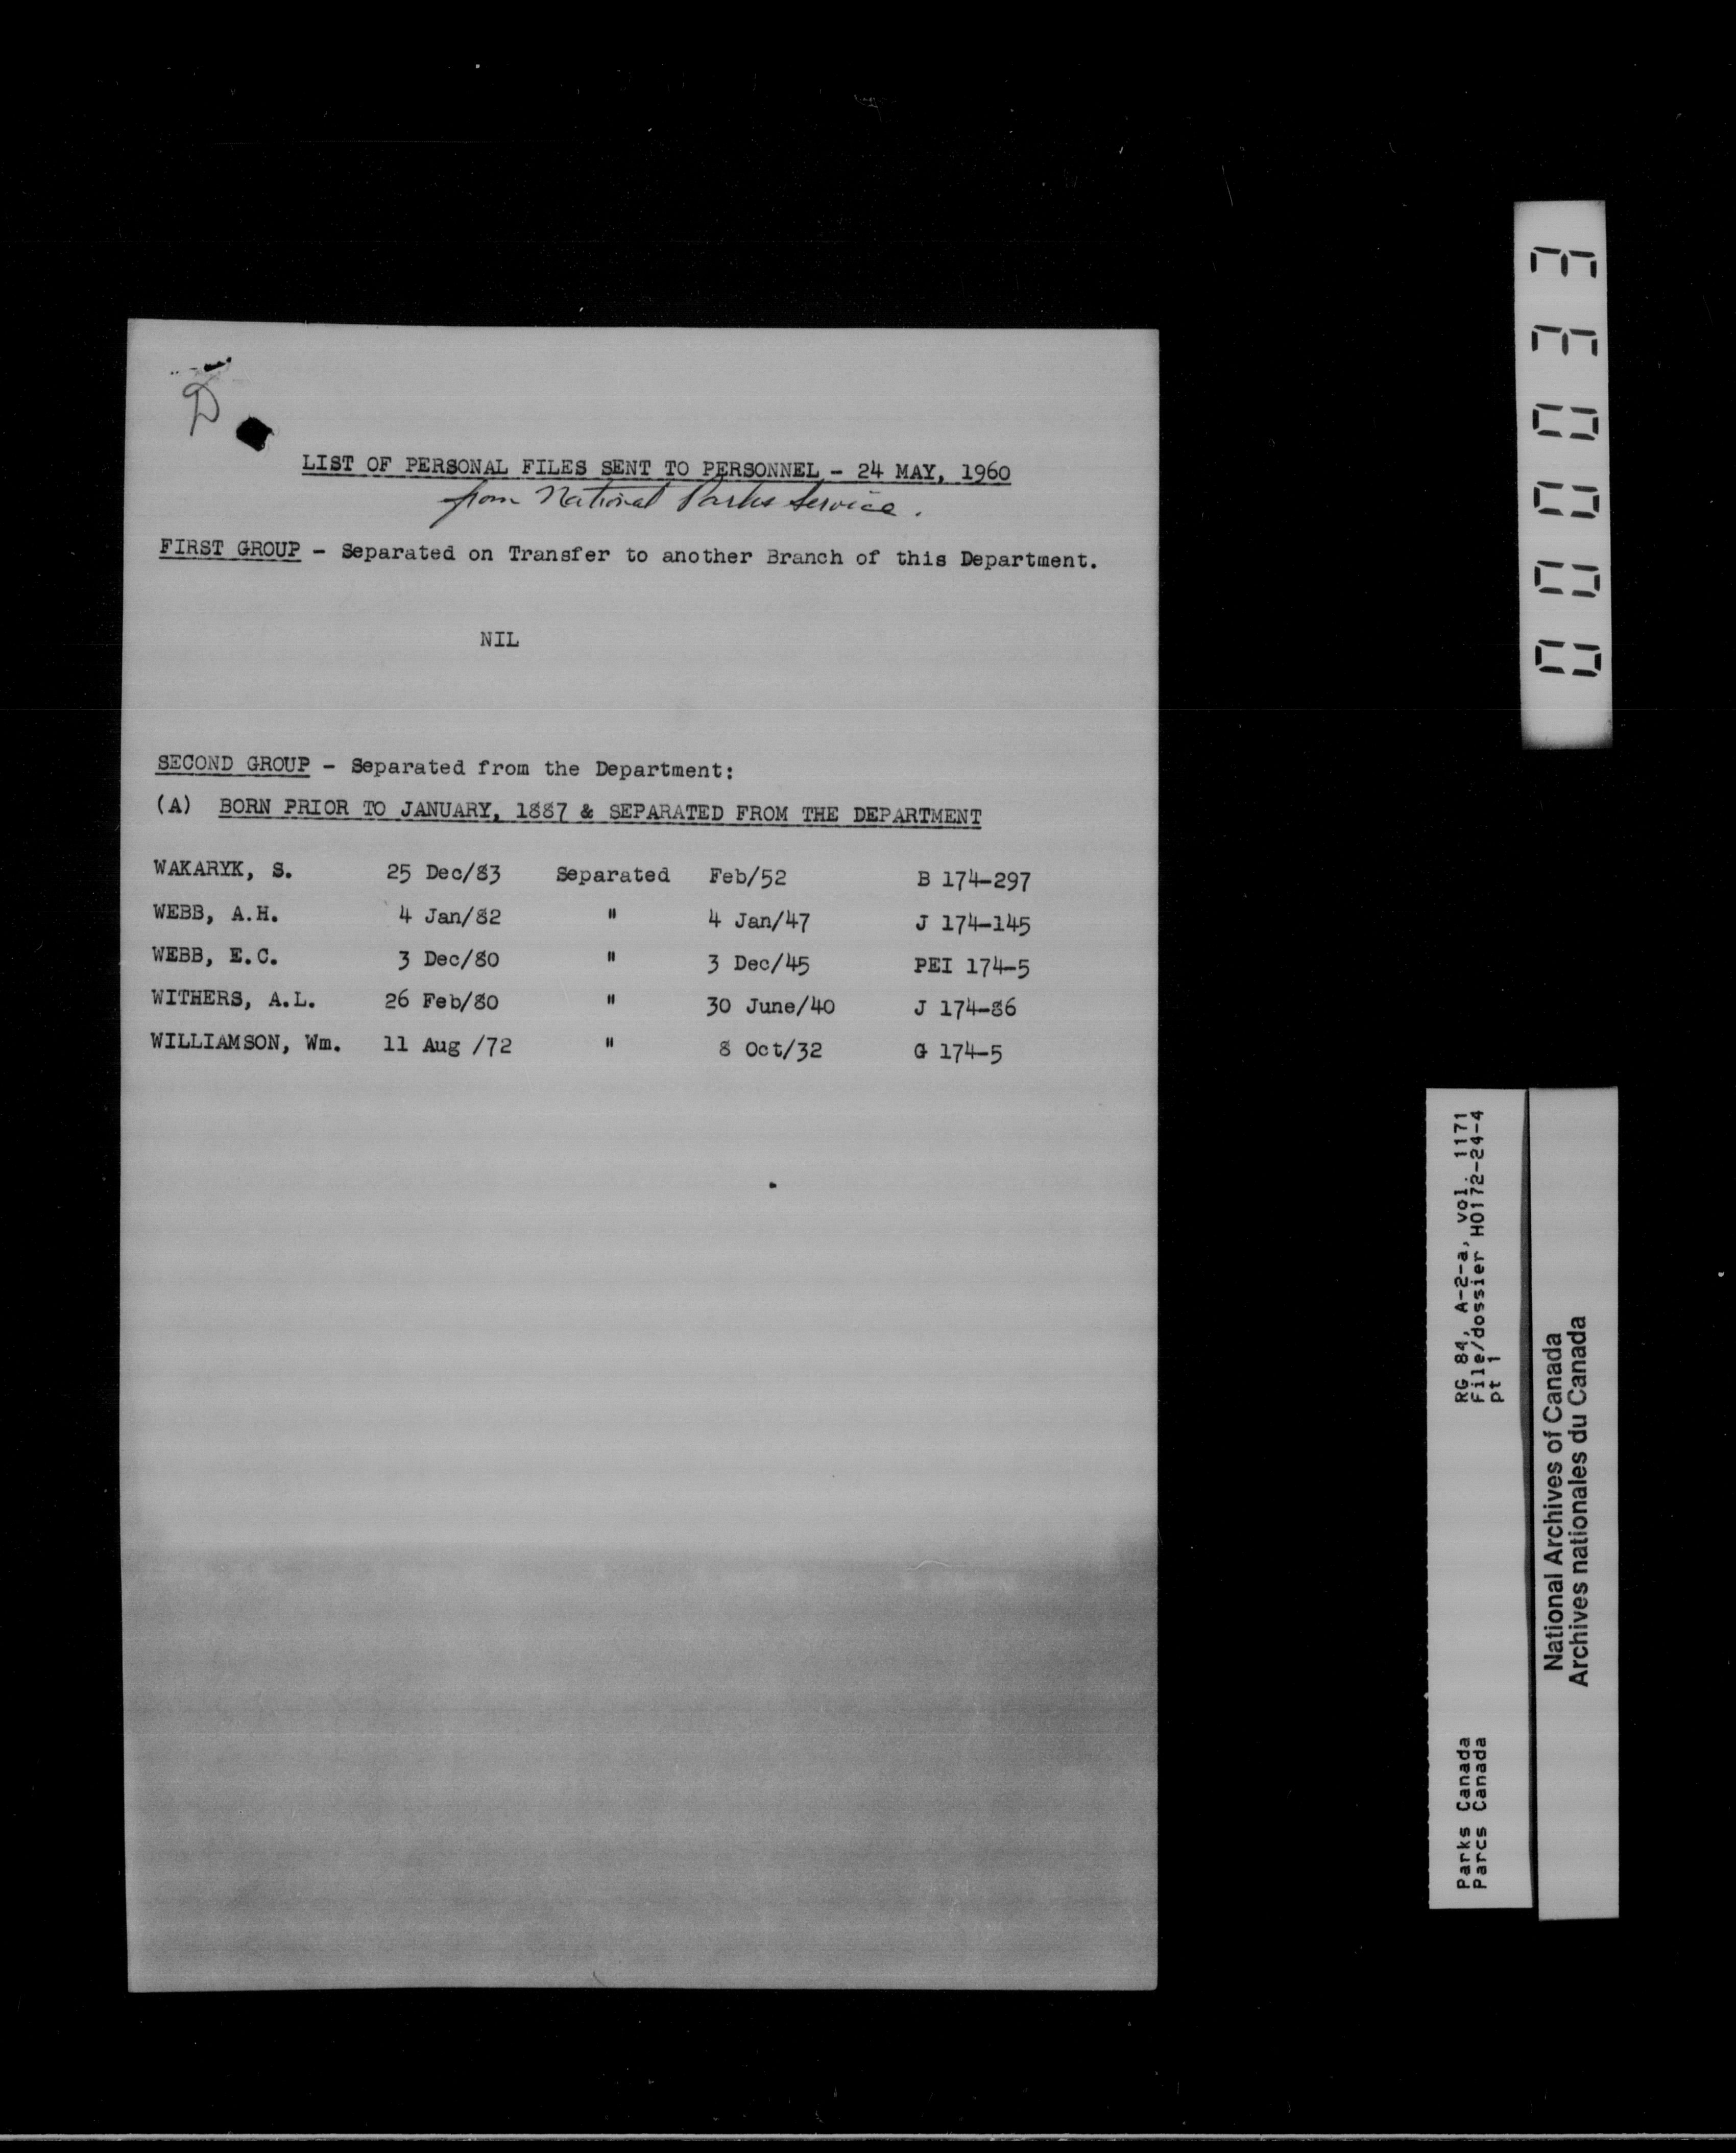 D
LIST OF PERSONAL FILES SENT TO PERSONNEL - 24 MAY, 1960
from National Parks Service.
FIRST GROUP - Separated on Transfer to another Branch of this Department.
NIL
SECOND GROUP - Separated from the Department:
(A) BORN PRIOR TO JANUARY, 1887 & SEPARATED FROM THE DEPARTMENT
WAKARYK, S. 25 Dec/83 Separated Feb/52 B 174-297
WEBB, A.H. 4 Jan/82 " 4 Jan/47 J 174-145
WEBB, E.C. 3 Dec/80 " 3 Dec/45 PEI 174-5
WITHERS, A.L. 26 Feb/80 " 30 June/40 J 174-86
WILLIAMSON, Wm. 11 Aug /72 " 8 Oct/32 G 174-5
000033
Parks Canada
Parcs Canada
RG 84, A-2-a, vol. 1171
File/dossier H0172-24-4
pt 1
National Archives of Canada
Archives nationales du Canada